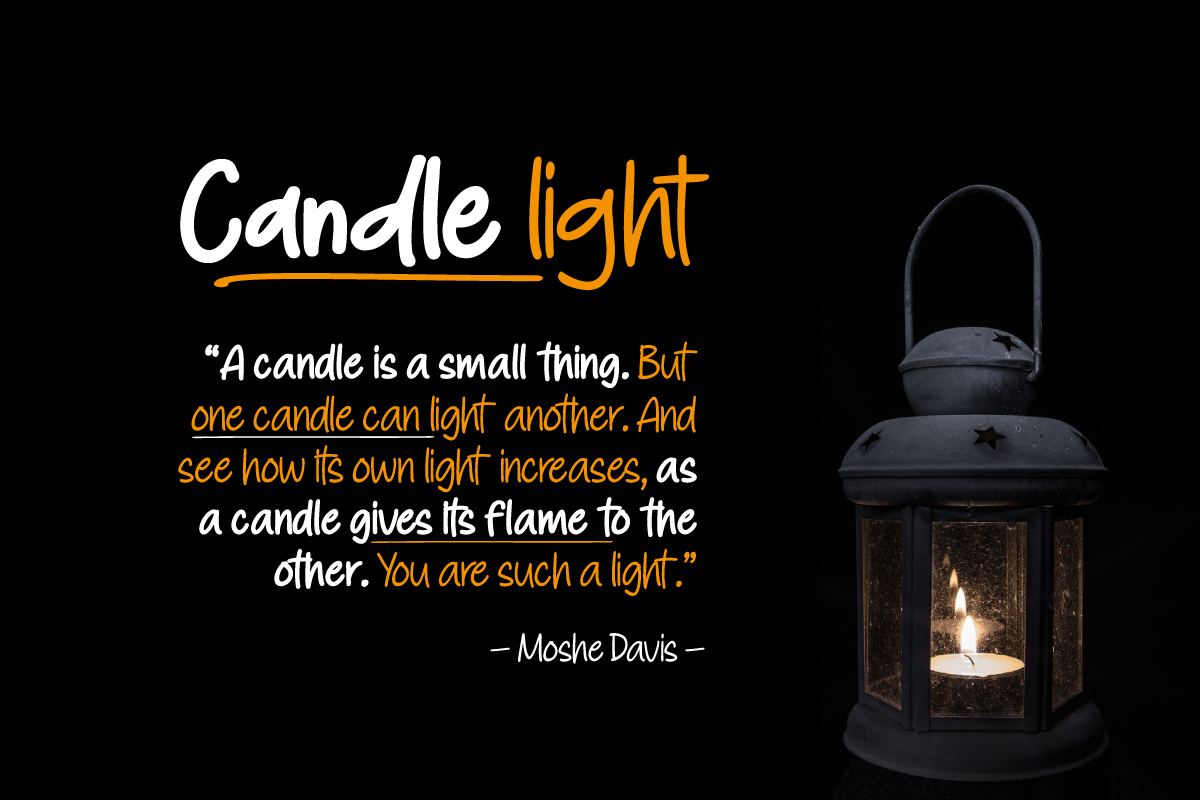 Candle light
“A candle is a small thing. But
one candle can light another. And
see how its own light increases, as
a candle gives its flame to the
other. You are such a light.”
– Moshe Davis –